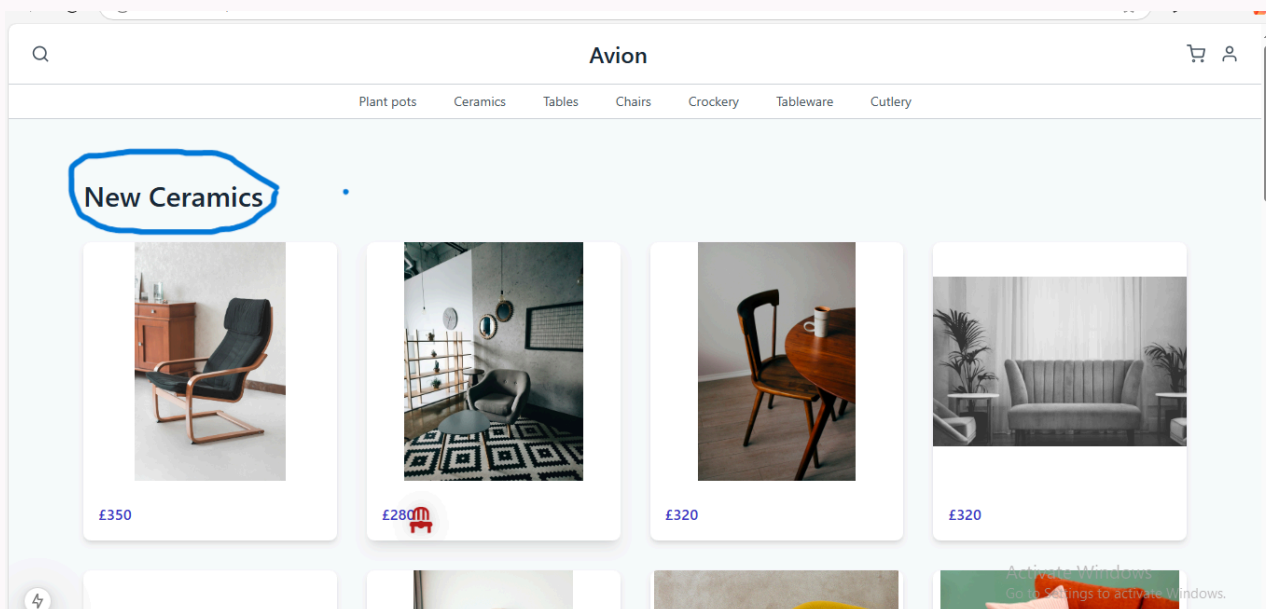 Avion
Plant pots Ceramics Tables Chairs Crockery Tableware Cutlery
New Ceramics
£350 £280 £320 £320
Activate Windows
Go to Settings to activate Windows.